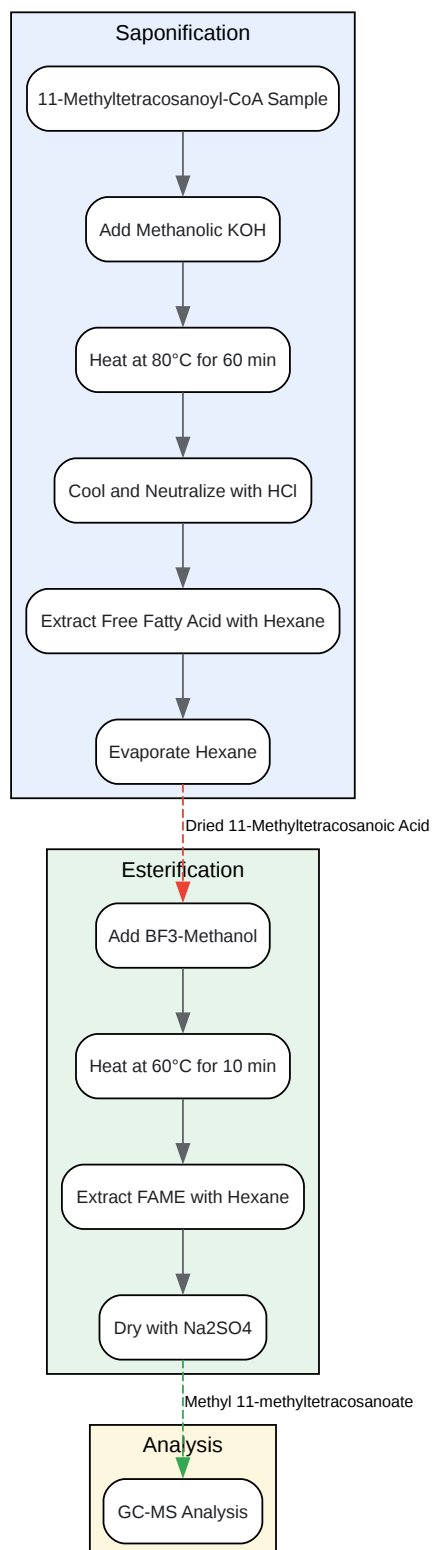 Saponification
11-Methyltetracosanoyl-CoA Sample
Add Methanolic KOH
Heat at 80°C for 60 min
Cool and Neutralize with HCl
Extract Free Fatty Acid with Hexane
Evaporate Hexane
Dried 11-Methyltetracosanoic Acid
Esterification
Add BF3-Methanol
Heat at 60°C for 10 min
Extract FAME with Hexane
Dry with Na2SO4
Methyl 11-methyltetracosanoate
Analysis
GC-MS Analysis